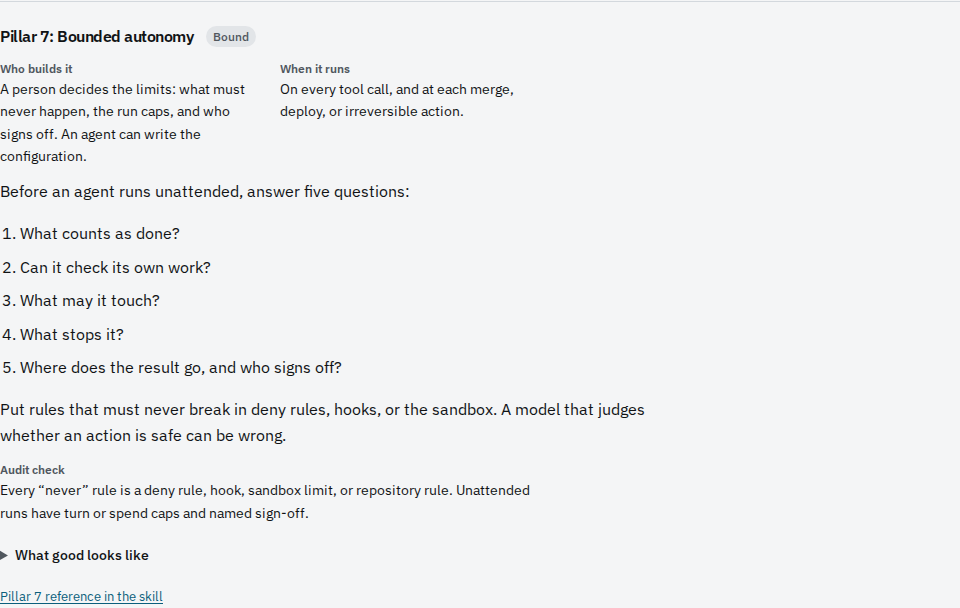 Pillar 7: Bounded autonomy Bound
Who builds it
A person decides the limits: what must
never happen, the run caps, and who
signs off. An agent can write the
configuration.
When it runs
On every tool call, and at each merge,
deploy, or irreversible action.
Before an agent runs unattended, answer five questions:
1. What counts as done?
2. Can it check its own work?
3. What may it touch?
4. What stops it?
5. Where does the result go, and who signs off?
Put rules that must never break in deny rules, hooks, or the sandbox. A model that judges
whether an action is safe can be wrong.
Audit check
Every “never” rule is a deny rule, hook, sandbox limit, or repository rule. Unattended
runs have turn or spend caps and named sign-off.
What good looks like
Pillar 7 reference in the skill